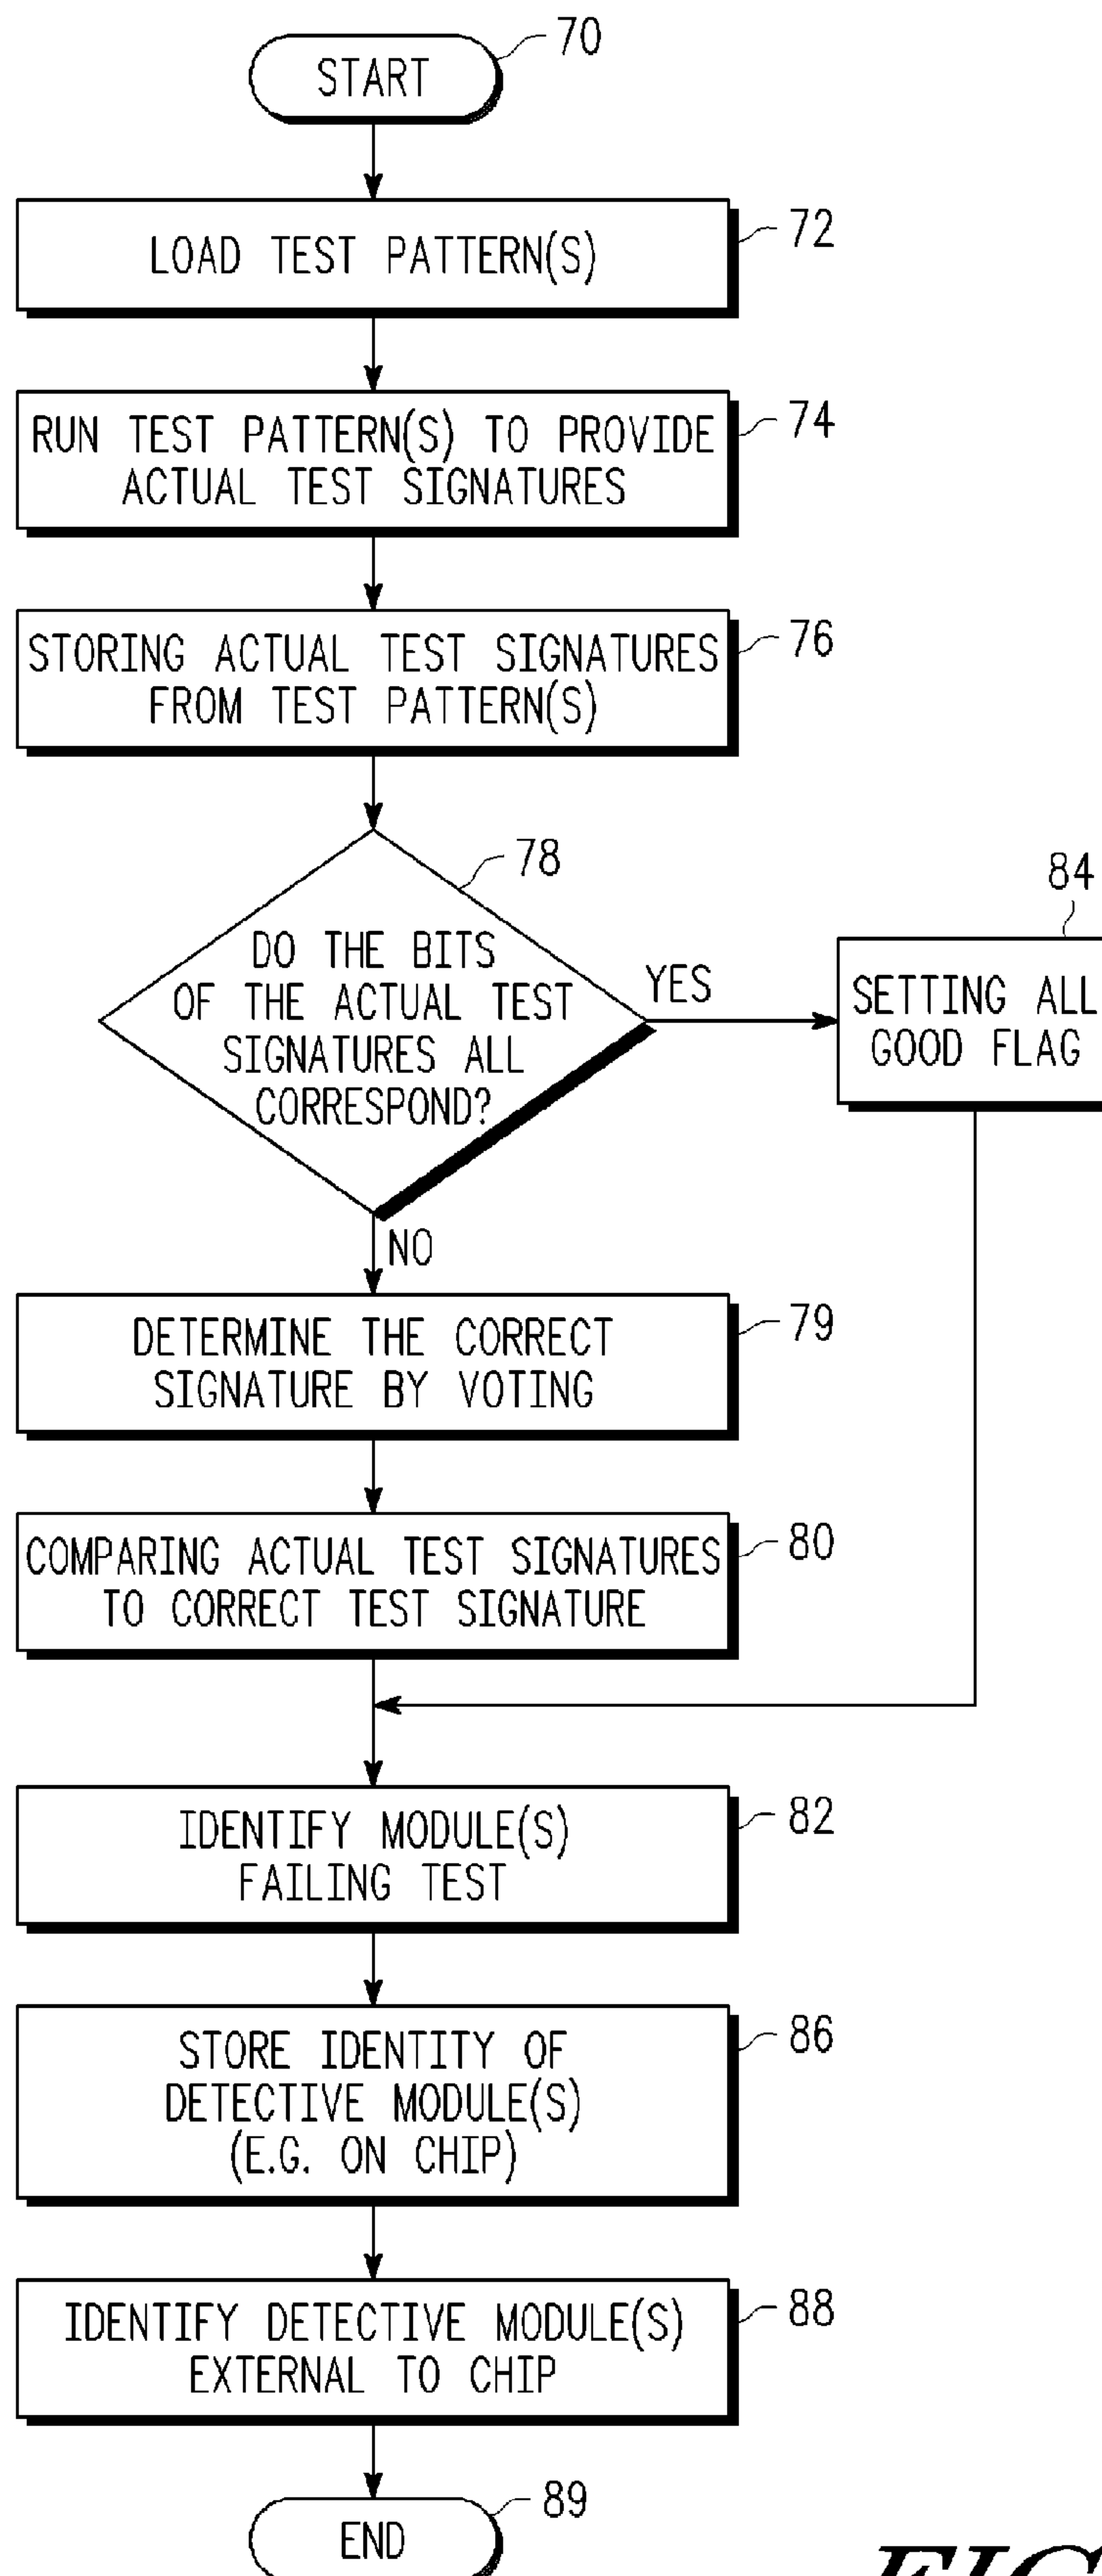 START
70
LOAD TEST PATTERN(S)
72
RUN TEST PATTERN(S) TO PROVIDE
ACTUAL TEST SIGNATURES
74
STORING ACTUAL TEST SIGNATURES
FROM TEST PATTERN(S)
76
78
DO THE BITS
OF THE ACTUAL TEST
SIGNATURES ALL
CORRESPOND?
YES
84
SETTING ALL
GOOD FLAG
NO
DETERMINE THE CORRECT
SIGNATURE BY VOTING
79
COMPARING ACTUAL TEST SIGNATURES
TO CORRECT TEST SIGNATURE
80
IDENTIFY MODULE(S)
FAILING TEST
82
STORE IDENTITY OF
DETECTIVE MODULE(S)
(E.G. ON CHIP)
86
IDENTIFY DETECTIVE MODULE(S)
EXTERNAL TO CHIP
88
END
89